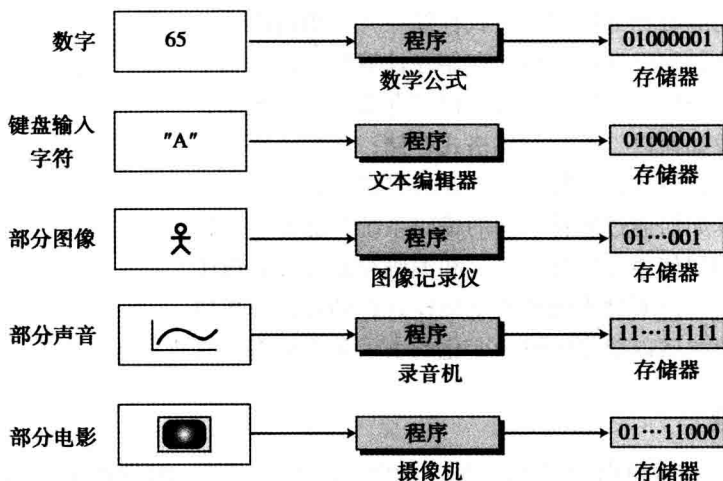 数字 65 程序 01000001
数学公式 存储器
键盘输入
字符 "A" 程序 01000001
文本编辑器 存储器
部分图像 程序 01…001
图像记录仪 存储器
部分声音 程序 11…11111
录音机 存储器
部分电影 程序 01…11000
摄像机 存储器